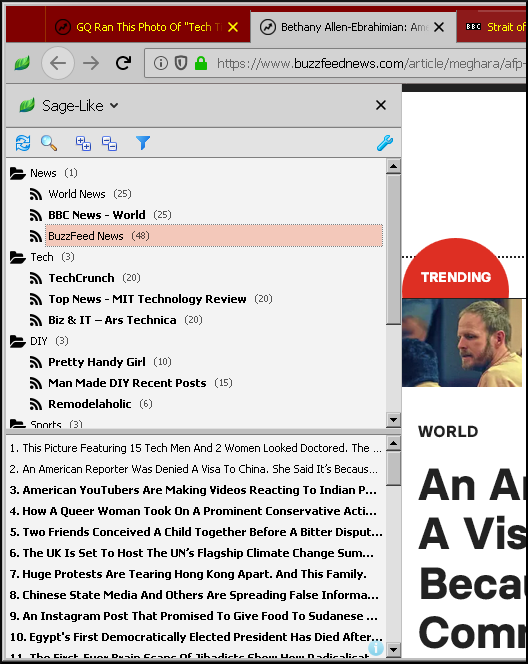 GQ Ran This Photo Of "Tech Ti
Bethany Allen-Ebrahimian: Ame
BBC Strait of
https://www.buzzfeednews.com/article/meghara/afp-
Sage-Like
News (1)
World News (25)
BBC News - World (25)
BuzzFeed News (48)
Tech (3)
TechCrunch (20)
Top News - MIT Technology Review (20)
Biz & IT – Ars Technica (20)
DIY (3)
Pretty Handy Girl (10)
Man Made DIY Recent Posts (15)
Remodelaholic (6)
Sports (3)
1. This Picture Featuring 15 Tech Men And 2 Women Looked Doctored. The ...
2. An American Reporter Was Denied A Visa To China. She Said It's Becaus...
3. American YouTubers Are Making Videos Reacting To Indian P...
4. How A Queer Woman Took On A Prominent Conservative Acti...
5. Two Friends Conceived A Child Together Before A Bitter Disput...
6. The UK Is Set To Host The UN's Flagship Climate Change Sum...
7. Huge Protests Are Tearing Hong Kong Apart. And This Family.
8. Chinese State Media And Others Are Spreading False Informa...
9. An Instagram Post That Promised To Give Food To Sudanese ...
10. Egypt's First Democratically Elected President Has Died After...
11. The First-Ever Brain Scans Of Jihadists Show How Radicalisat
TRENDING
WORLD
An Am
A Vis
Becau
Comm